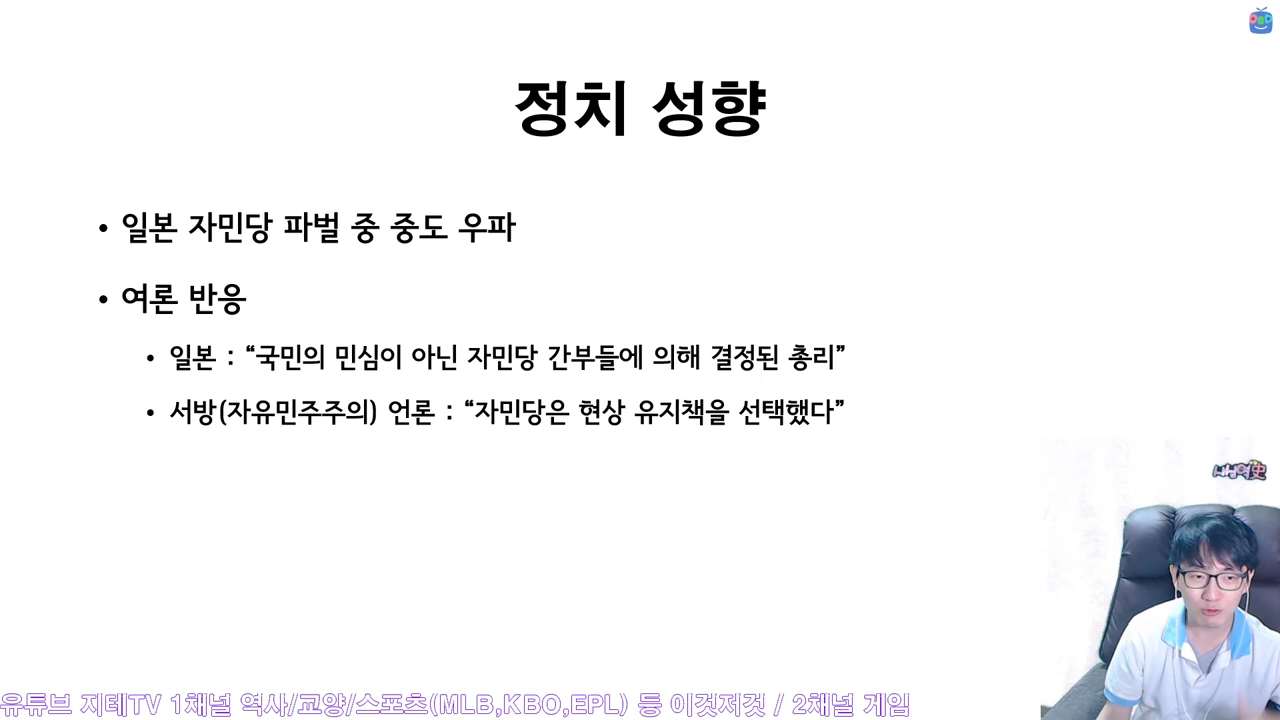 정치 성향
• 일본 자민당 파벌 중 중도 우파
• 여론 반응
• 일본 : “국민의 민심이 아닌 자민당 간부들에 의해 결정된 총리”
• 서방(자유민주주의) 언론 : “자민당은 현상 유지책을 선택했다”
유튜브 지테TV 1채널 역사/교양/스포츠(MLB,KBO,EPL) 등 이것저것 / 2채널 게임